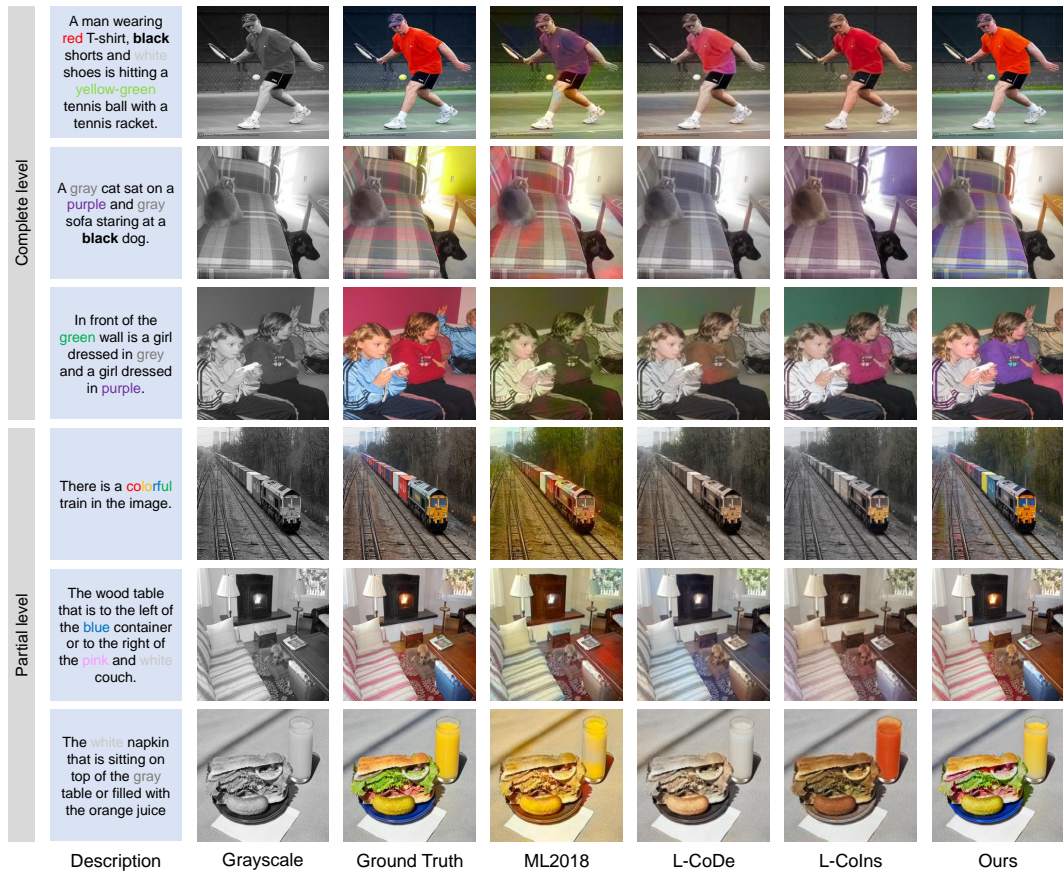 Complete level
A man wearing
red T-shirt, black
shorts and white
shoes is hitting a
yellow-green
tennis ball with a
tennis racket.
A gray cat sat on a
purple and gray
sofa staring at a
black dog.
In front of the
green wall is a girl
dressed in grey
and a girl dressed
in purple.
Partial level
There is a colorful
train in the image.
The wood table
that is to the left of
the blue container
or to the right of
the pink and white
couch.
The white napkin
that is sitting on
top of the gray
table or filled with
the orange juice
Description
Grayscale
Ground Truth
ML2018
L-CoDe
L-CoIns
Ours